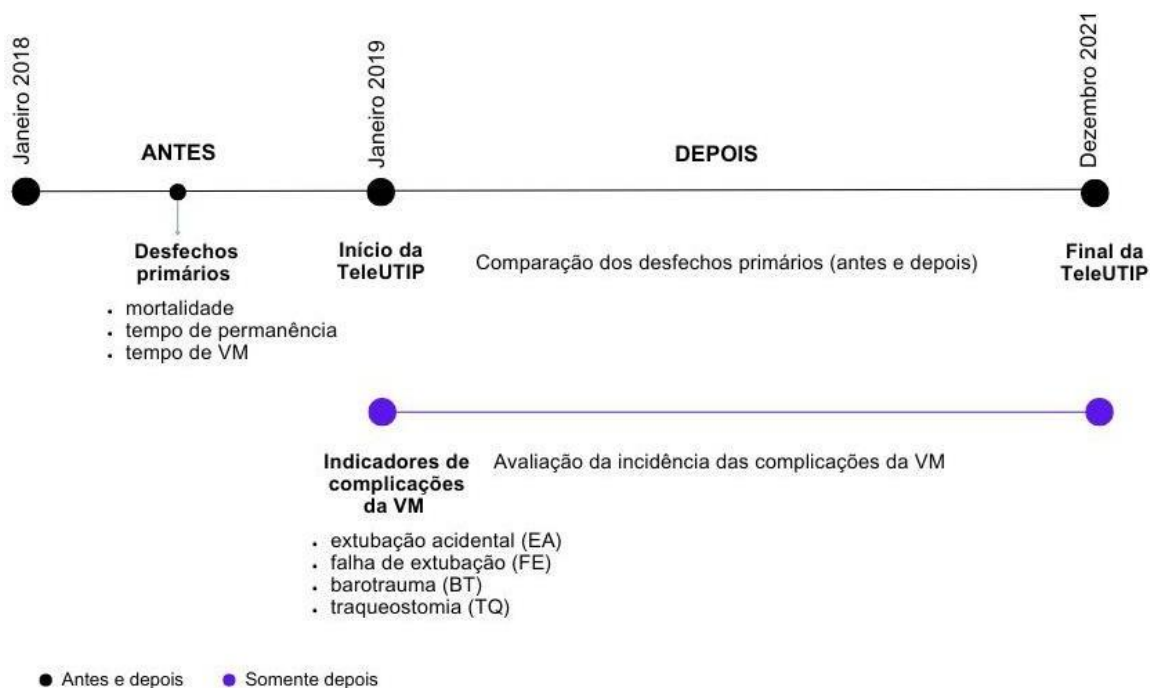 Janeiro 2018
Janeiro 2019
Dezembro 2021
ANTES
DEPOIS
Desfechos
primários
• mortalidade
• tempo de permanência
• tempo de VM
Início da
TeleUTIP
Comparação dos desfechos primários (antes e depois)
Final da
TeleUTIP
Indicadores de
complicações
da VM
Avaliação da incidência das complicações da VM
• extubação acidental (EA)
• falha de extubação (FE)
• barotrauma (BT)
• traqueostomia (TQ)
Antes e depois
Somente depois